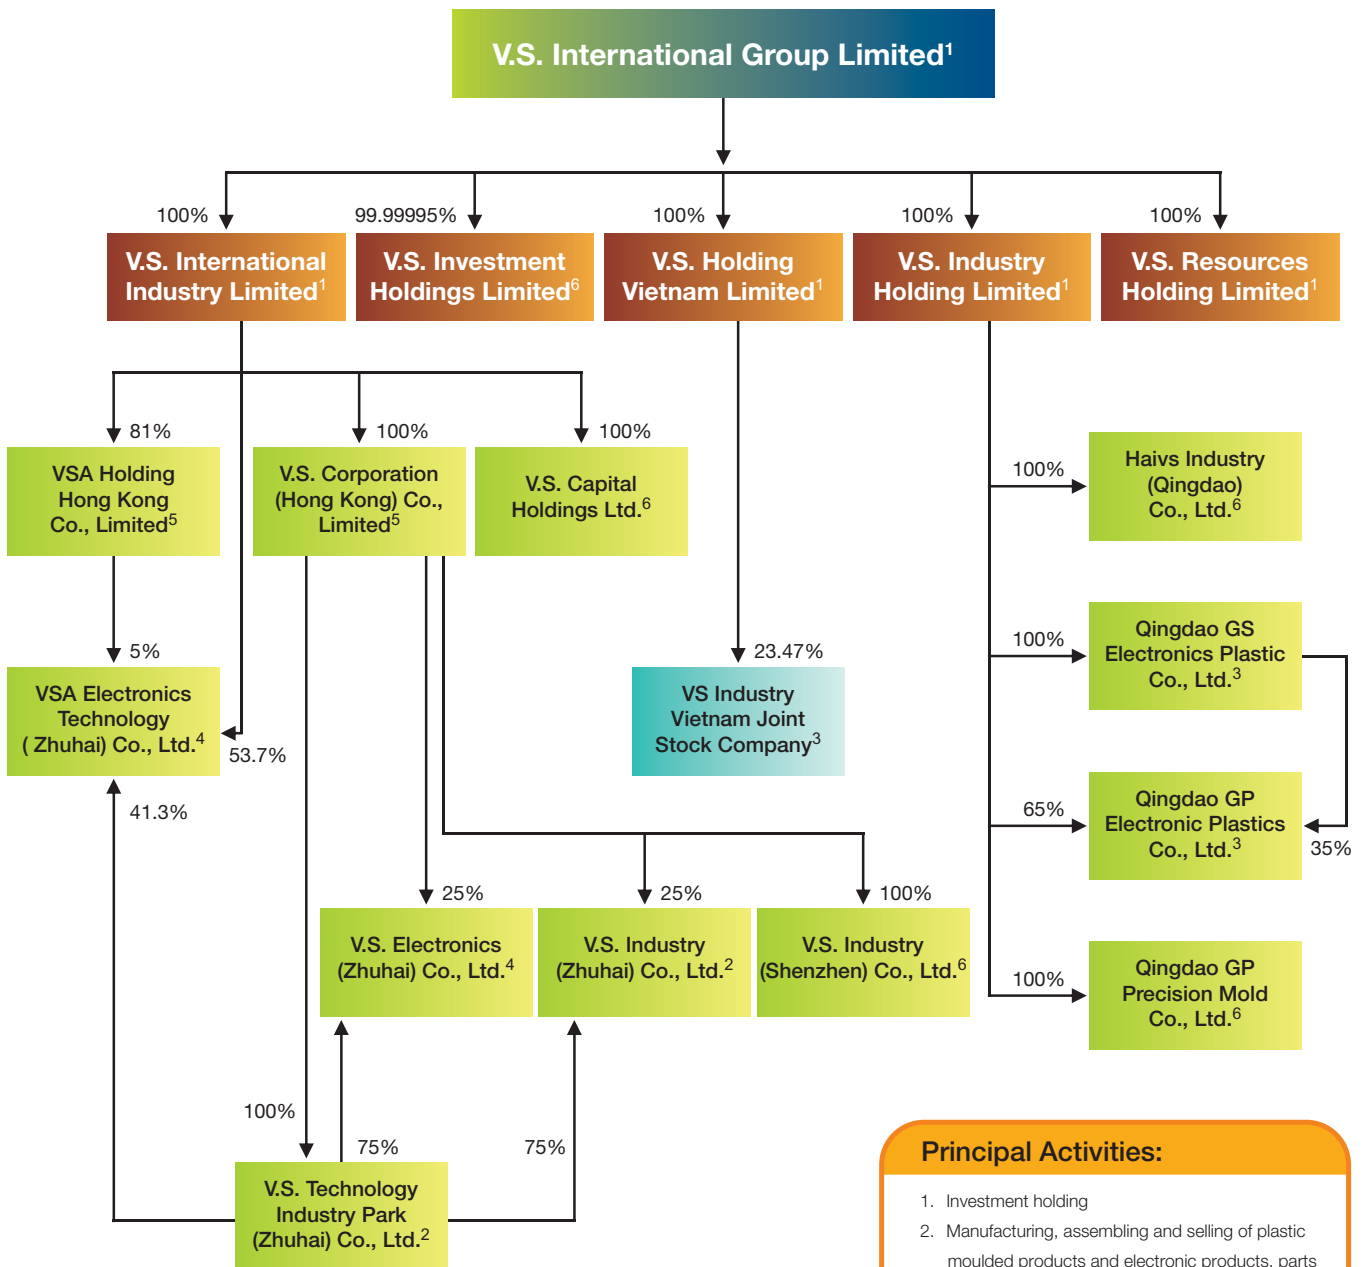 V.S. International Group Limited¹
100%
99.99995%
100%
100%
100%
V.S. International
Industry Limited¹
V.S. Investment
Holdings Limited⁶
V.S. Holding
Vietnam Limited¹
V.S. Industry
Holding Limited¹
V.S. Resources
Holding Limited¹
81%
100%
100%
VSA Holding
Hong Kong
Co., Limited⁵
V.S. Corporation
(Hong Kong) Co.,
Limited⁵
V.S. Capital
Holdings Ltd.⁶
100%
Haivs Industry
(Qingdao)
Co., Ltd.⁶
5%
23.47%
100%
VSA Electronics
Technology
( Zhuhai) Co., Ltd.⁴
53.7%
VS Industry
Vietnam Joint
Stock Company³
Qingdao GS
Electronics Plastic
Co., Ltd.³
41.3%
65%
Qingdao GP
Electronic Plastics
Co., Ltd.³
35%
25%
25%
100%
V.S. Electronics
(Zhuhai) Co., Ltd.⁴
V.S. Industry
(Zhuhai) Co., Ltd.²
V.S. Industry
(Shenzhen) Co., Ltd.⁶
100%
Qingdao GP
Precision Mold
Co., Ltd.⁶
100%
75%
75%
V.S. Technology
Industry Park
(Zhuhai) Co., Ltd.²
Principal Activities:
1. Investment holding
2. Manufacturing, assembling and selling of plastic
moulded products and electronic products, parts